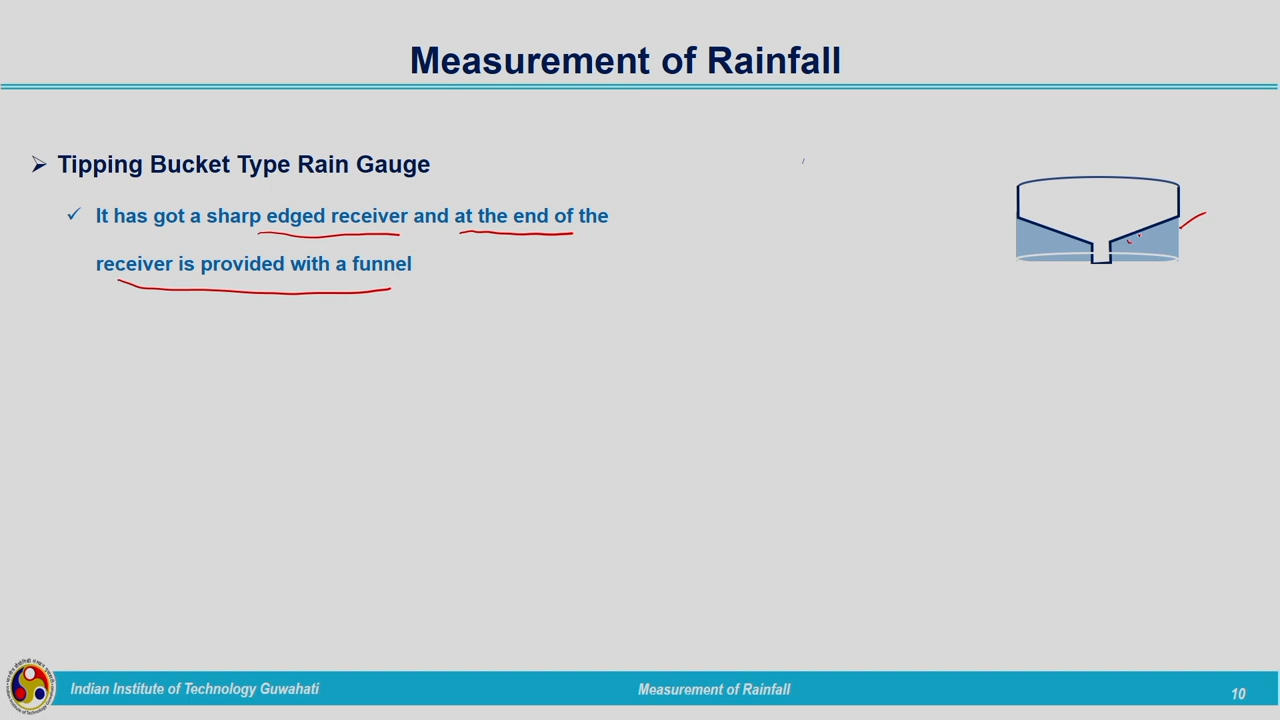 Measurement of Rainfall
Tipping Bucket Type Rain Gauge
It has got a sharp edged receiver and at the end of the
receiver is provided with a funnel
Indian Institute of Technology Guwahati
Measurement of Rainfall
10